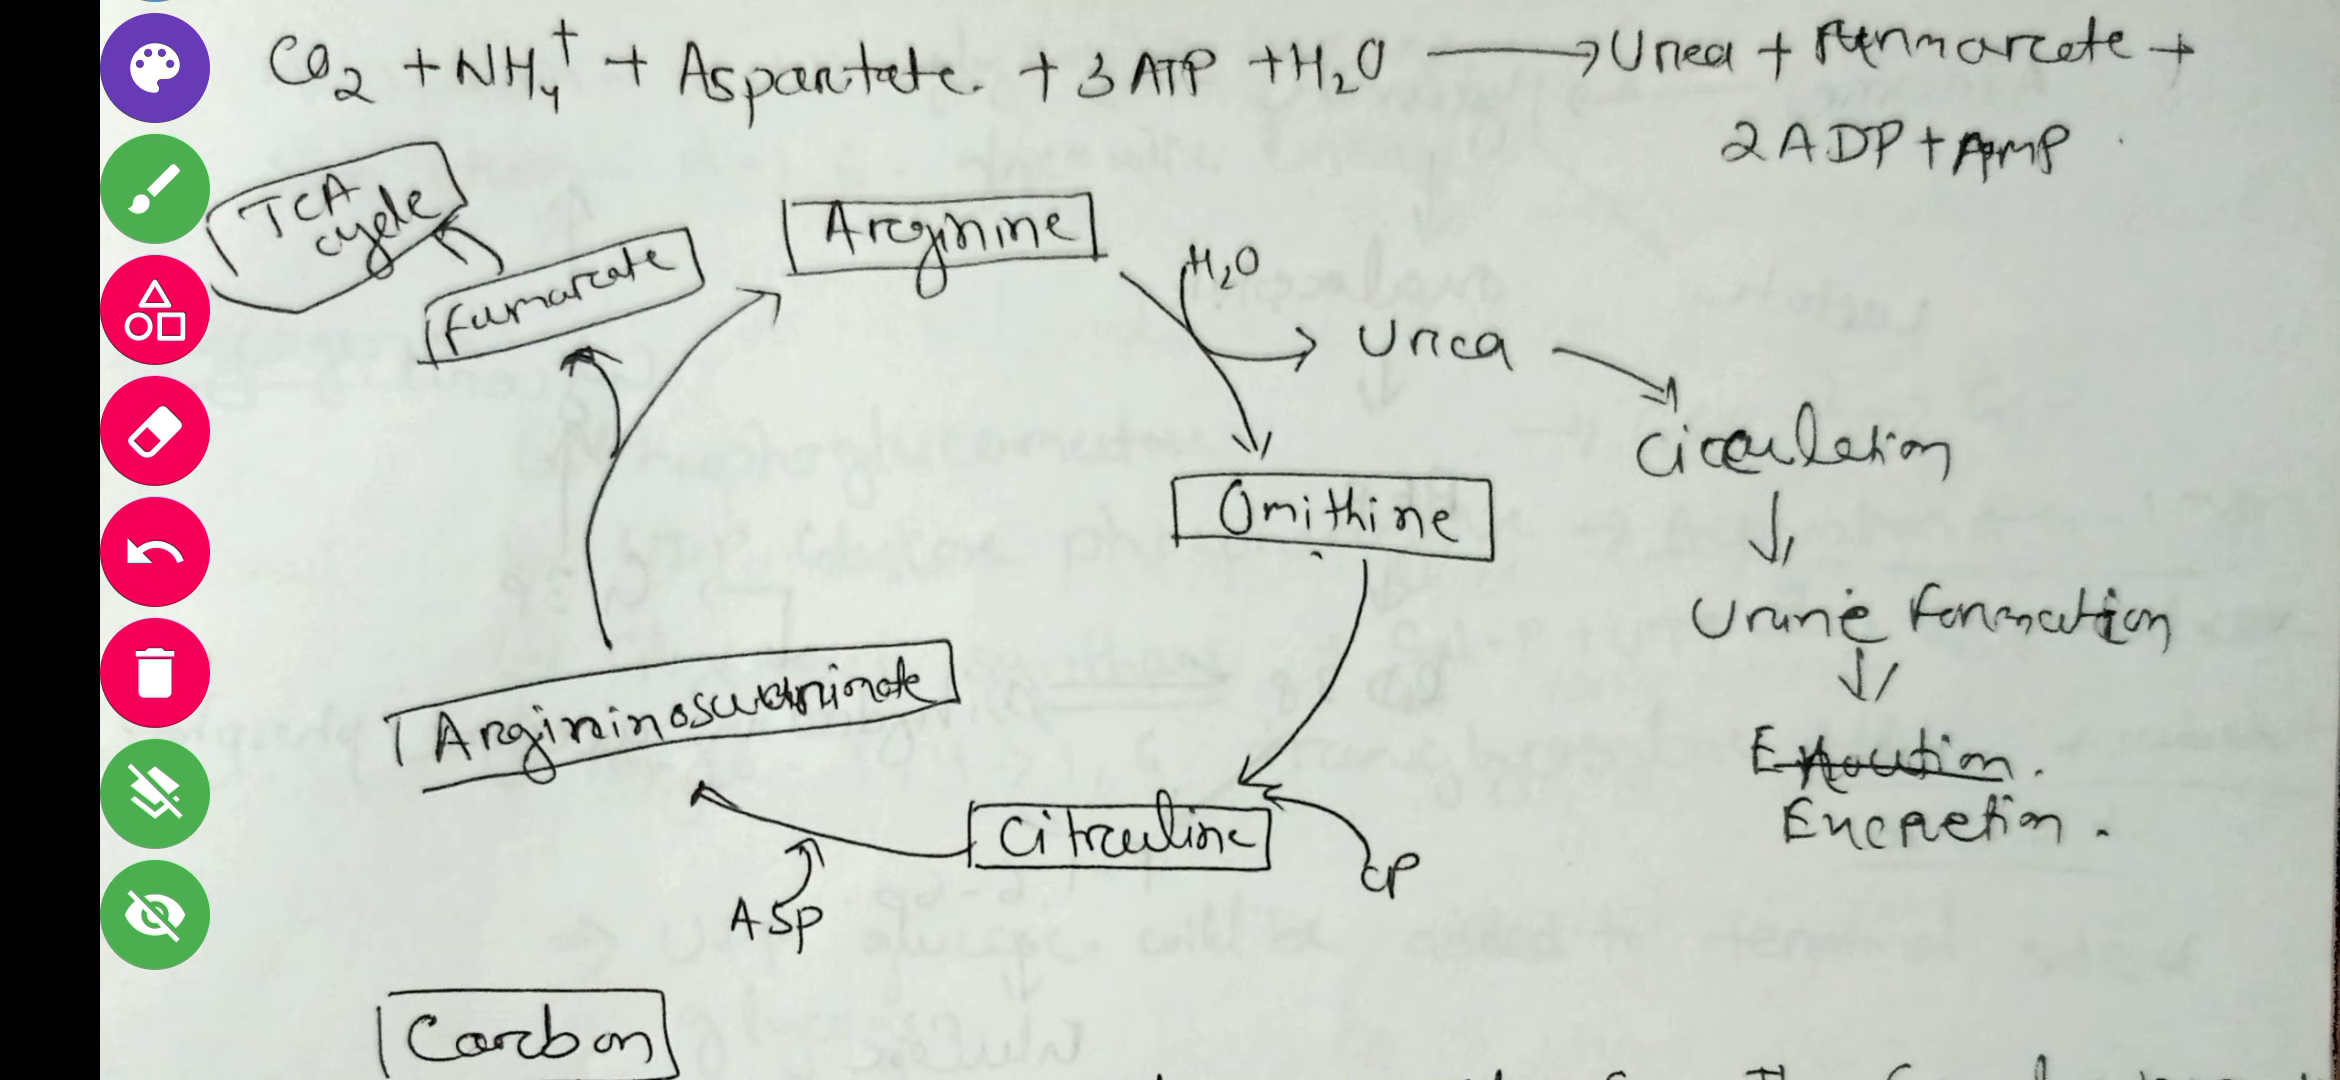 CO2 + NH4+ + Aspartate. + 3 ATP + H2O → Urea + Fumarate +
2 ADP + AMP
TCA
cycle
Fumarate
Arginine
H2O
Urea
Circulation
Ornithine
Urine formation
Excretion.
Argininosuccinate
Citrulline
CP
ASP
Carbon